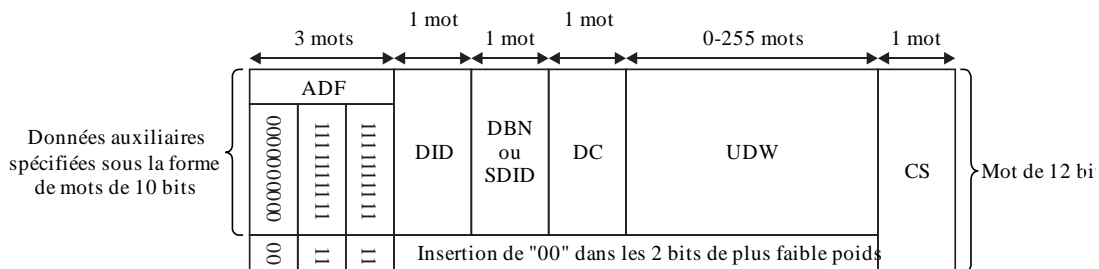 1 mot
1 mot
3 mots
1 mot
0-255 mots
1 mot
ADF
Données auxiliaires
spécifiées sous la forme
de mots de 10 bits
0000000000
1111111111
1111111111
DID
DBN
ou
SDID
DC
UDW
CS
Mot de 12 bit
00
11
11
Insertion de "00" dans les 2 bits de plus faible poids